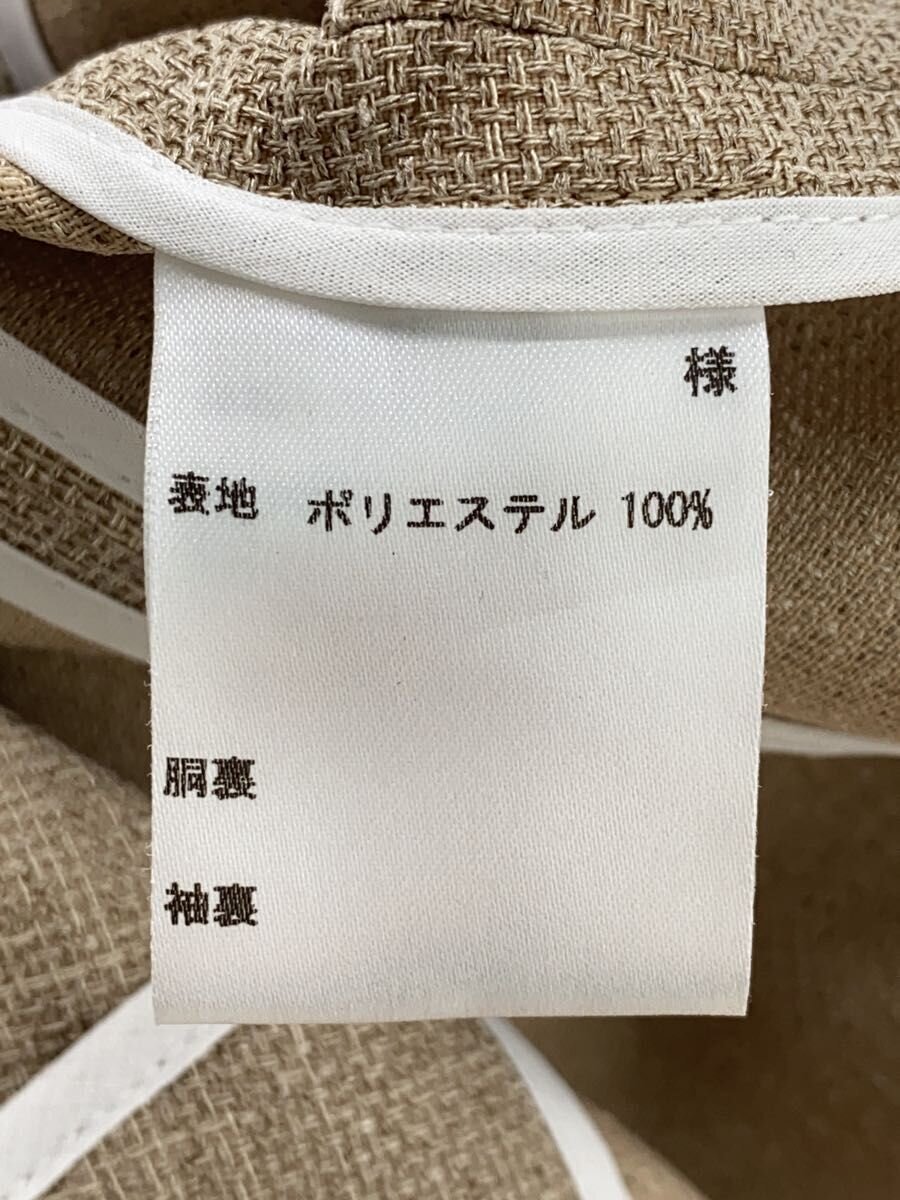 様
表地 ポリエステル 100%
胴裏
袖裏